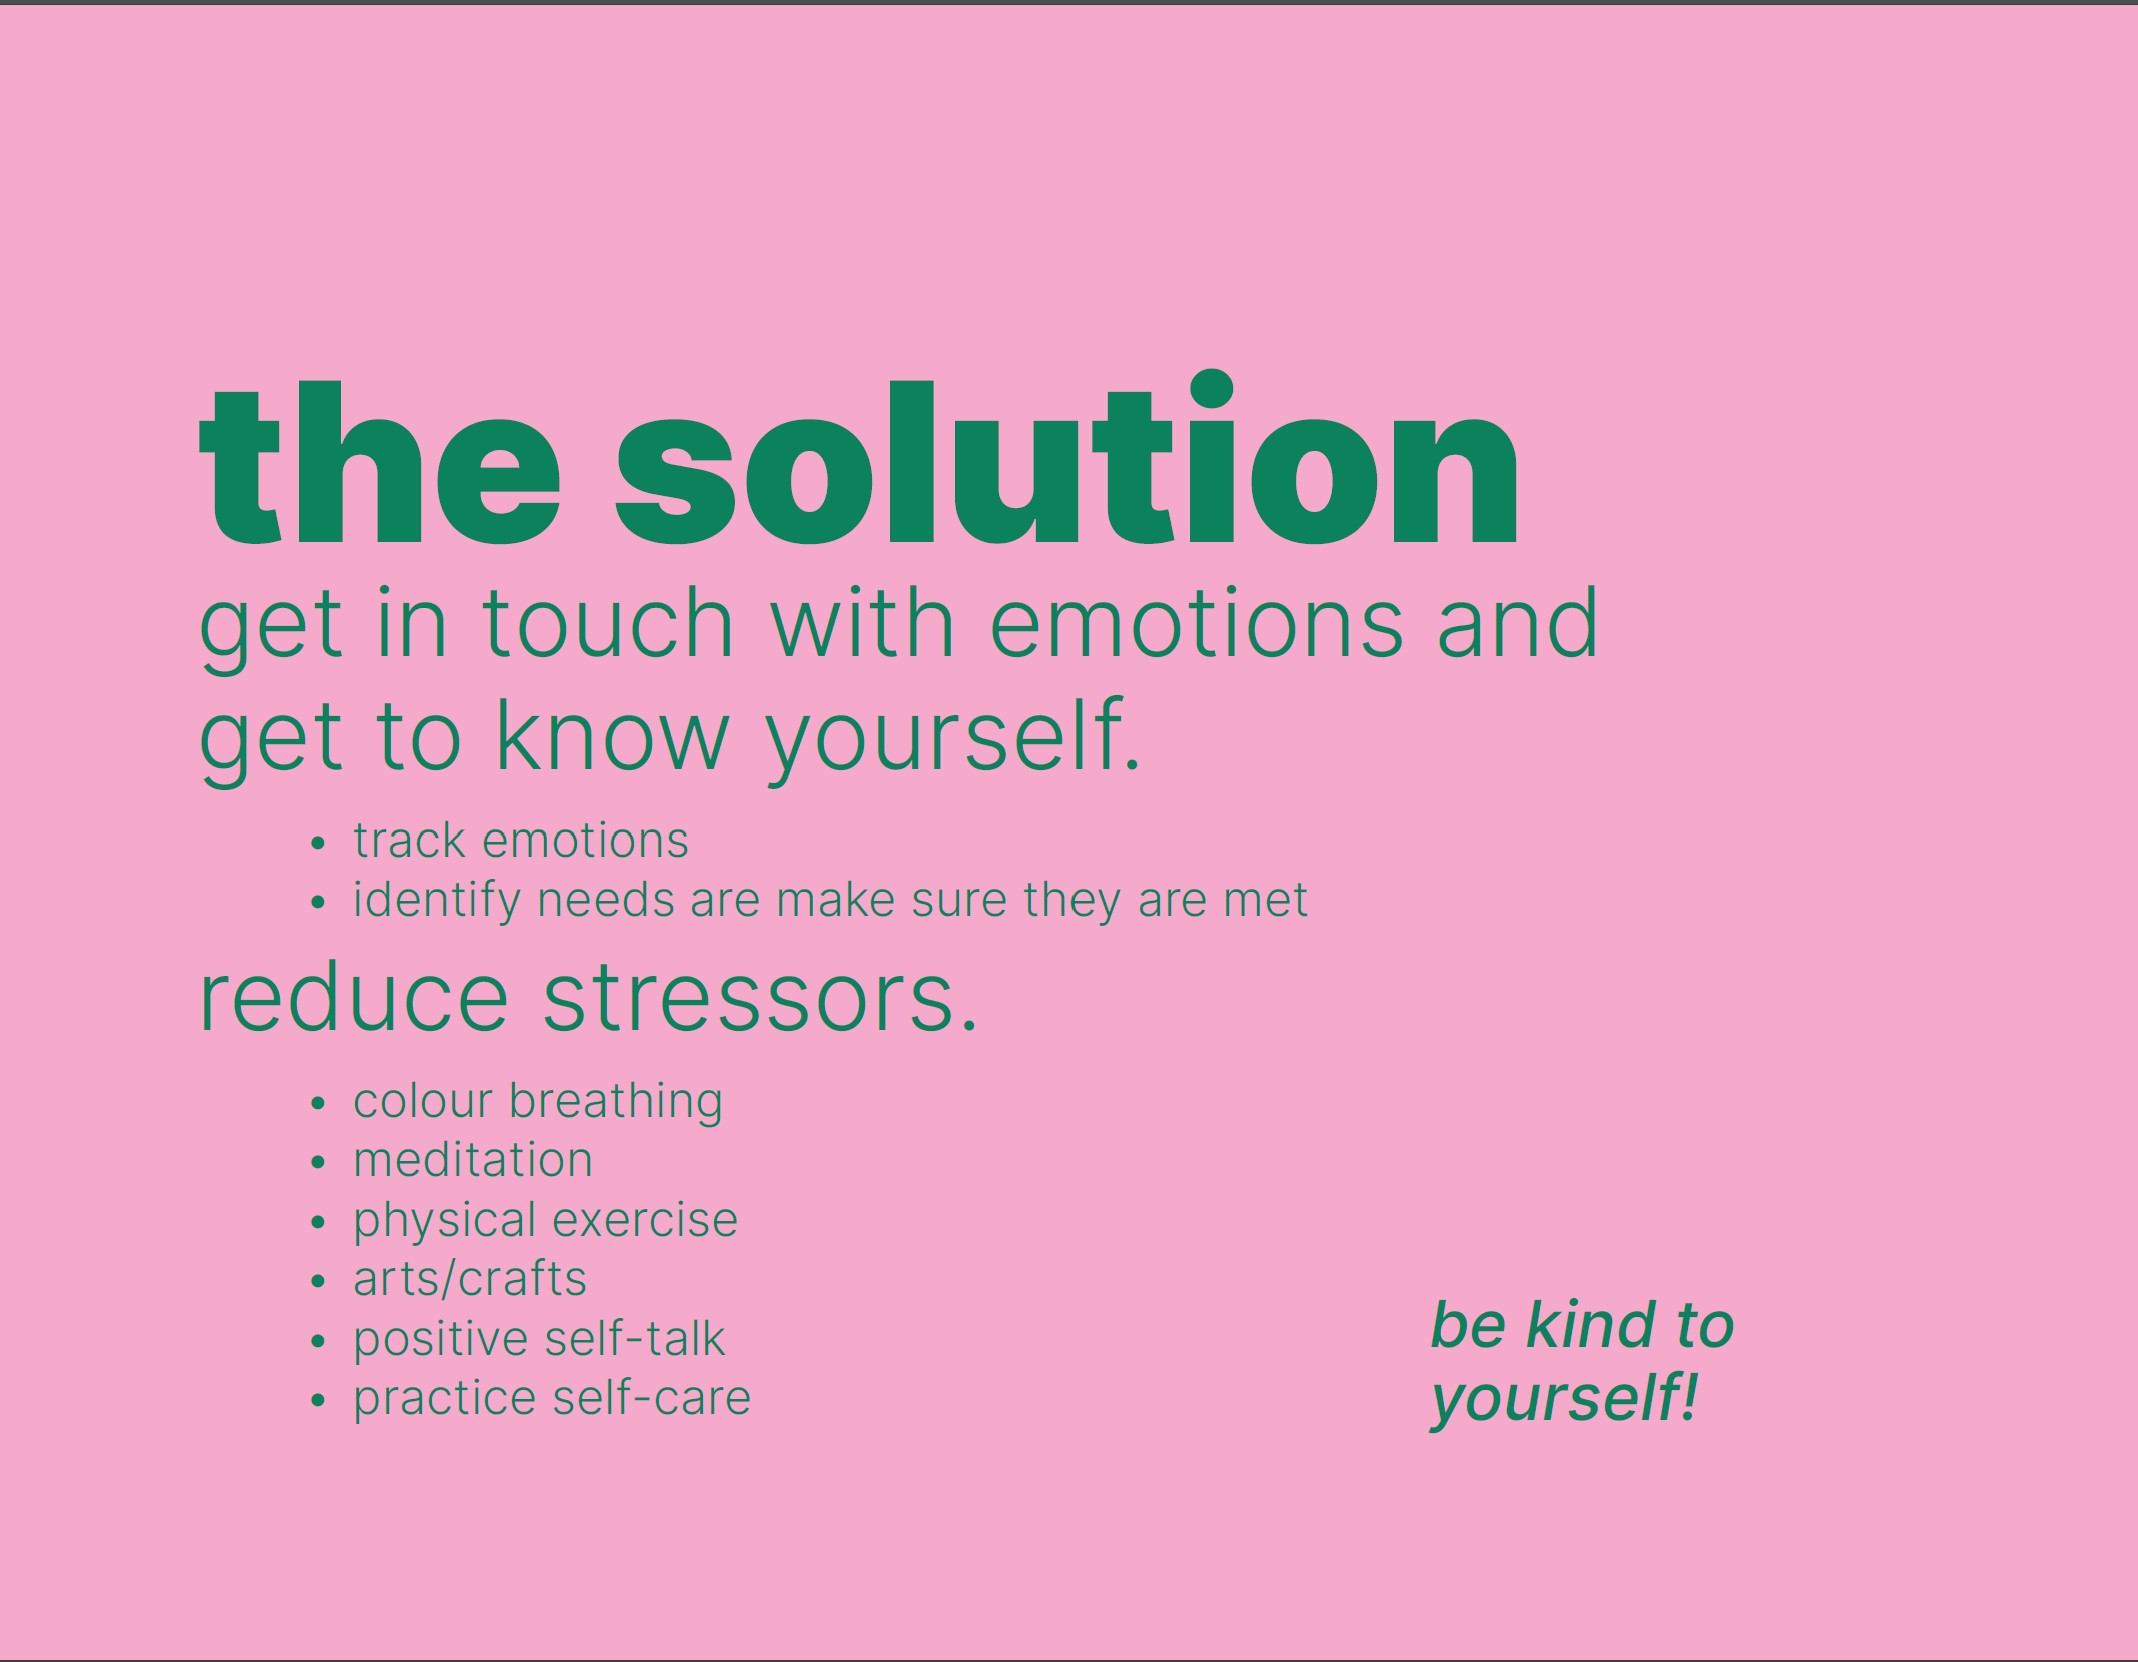 the solution
get in touch with emotions and
get to know yourself.
• track emotions
• identify needs are make sure they are met
reduce stressors.
• colour breathing
• meditation
• physical exercise
• arts/crafts
• positive self-talk
• practice self-care
be kind to
yourself!